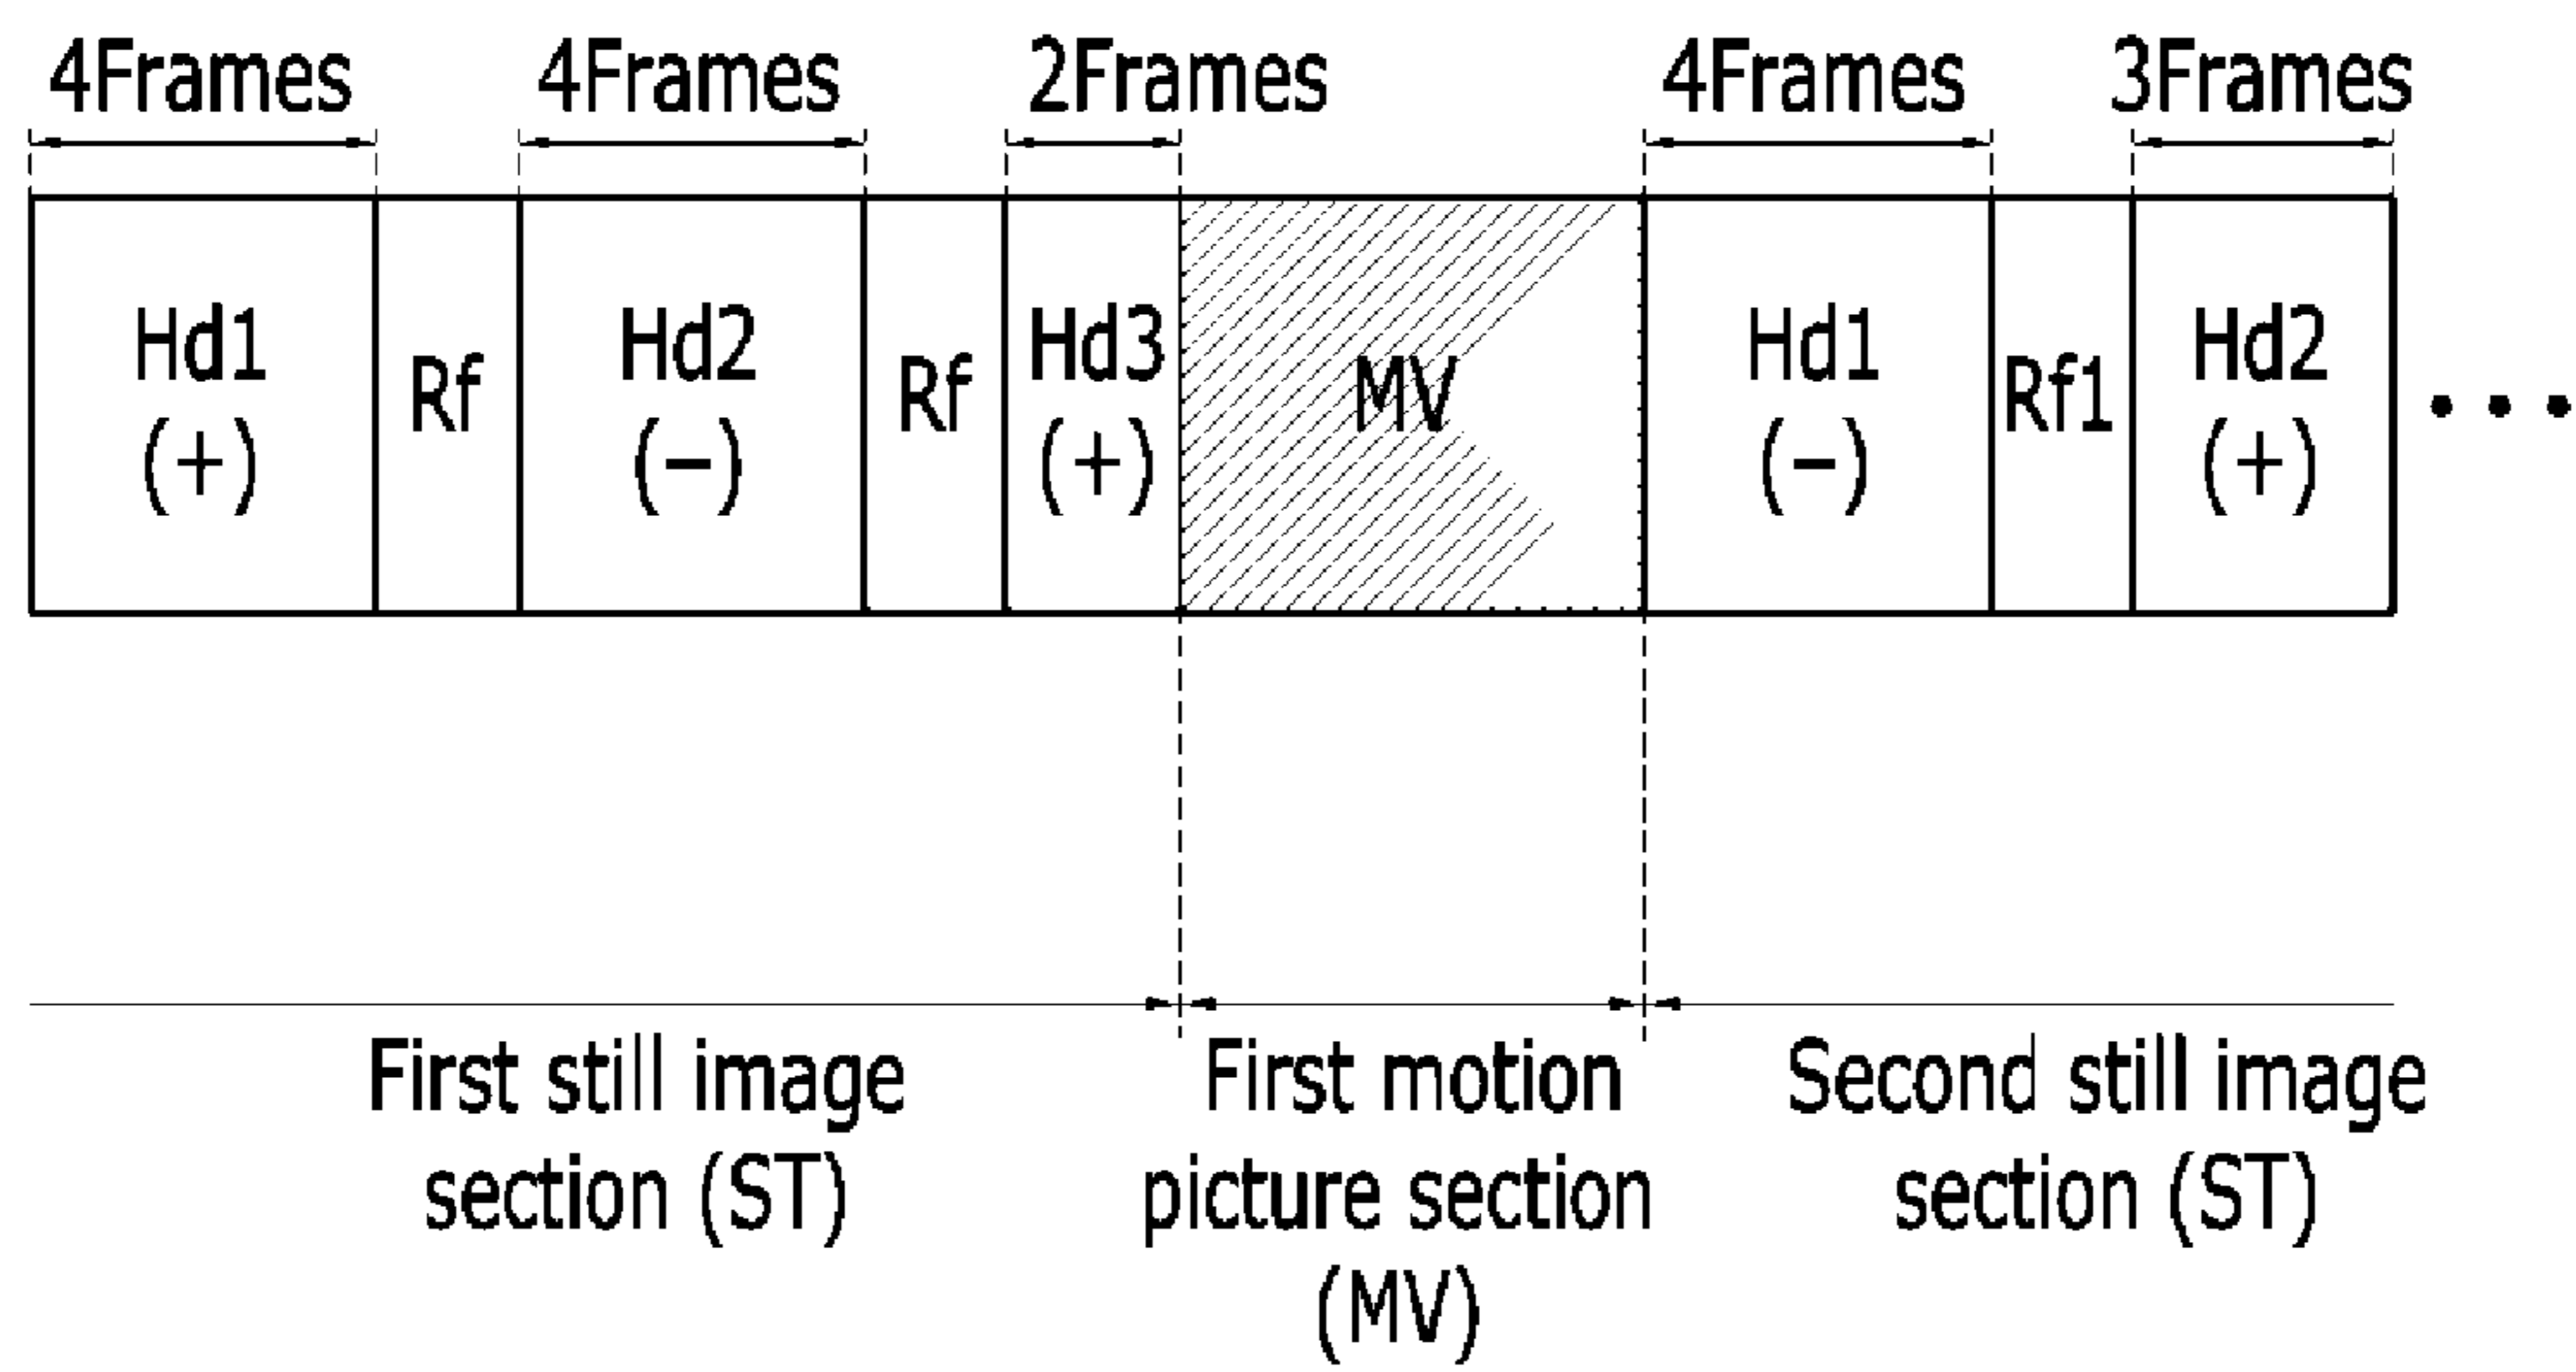 4Frames 4Frames 2Frames 4Frames 3Frames
Hd1 (+)
Rf
Hd2 (−)
Rf
Hd3 (+)
MV
Hd1 (−)
Rf1
Hd2 (+)
• • •
First still image
section (ST)
First motion
picture section
(MV)
Second still image
section (ST)